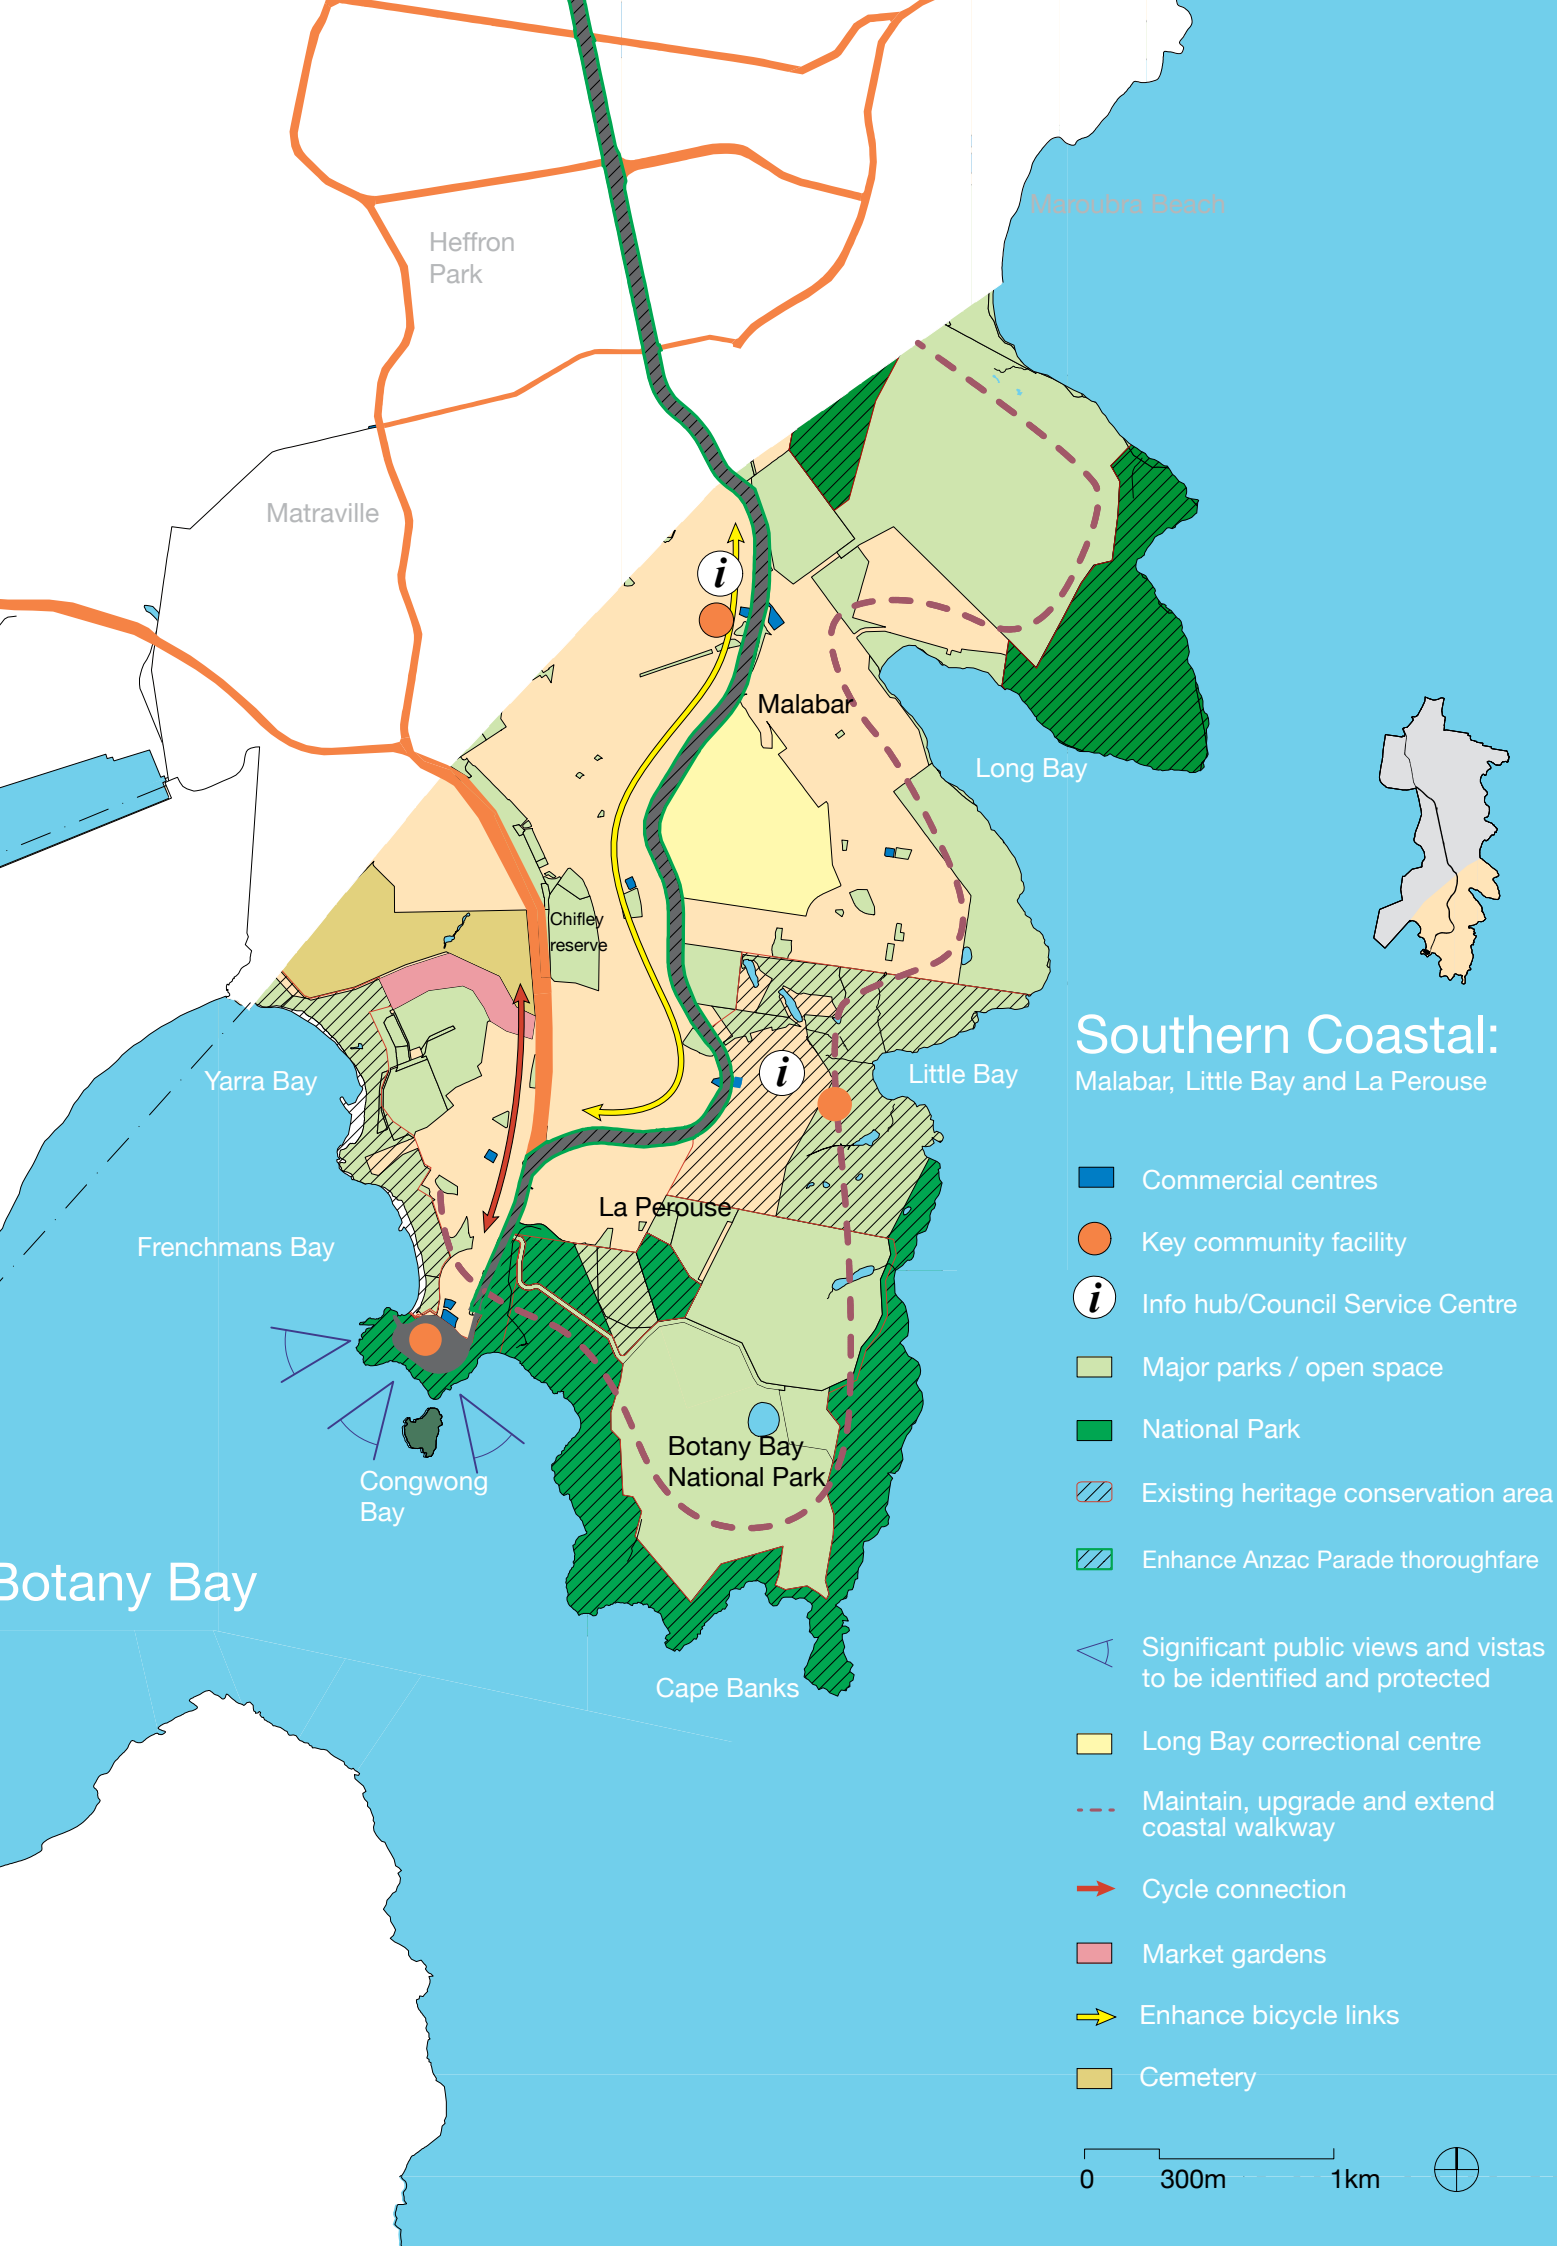 Maroubra Beach
Heffron
Park
Matraville
i
Malabar
Long Bay
Chifley
reserve
Southern Coastal:
Malabar, Little Bay and La Perouse
Yarra Bay
i
Little Bay
La Perouse
Frenchmans Bay
Botany Bay
National Park
Congwong
Bay
Botany Bay
Cape Banks
Commercial centres
Key community facility
i
Info hub/Council Service Centre
Major parks / open space
National Park
Existing heritage conservation area
Enhance Anzac Parade thoroughfare
Significant public views and vistas
to be identified and protected
Long Bay correctional centre
Maintain, upgrade and extend
coastal walkway
Cycle connection
Market gardens
Enhance bicycle links
Cemetery
0 300m 1km